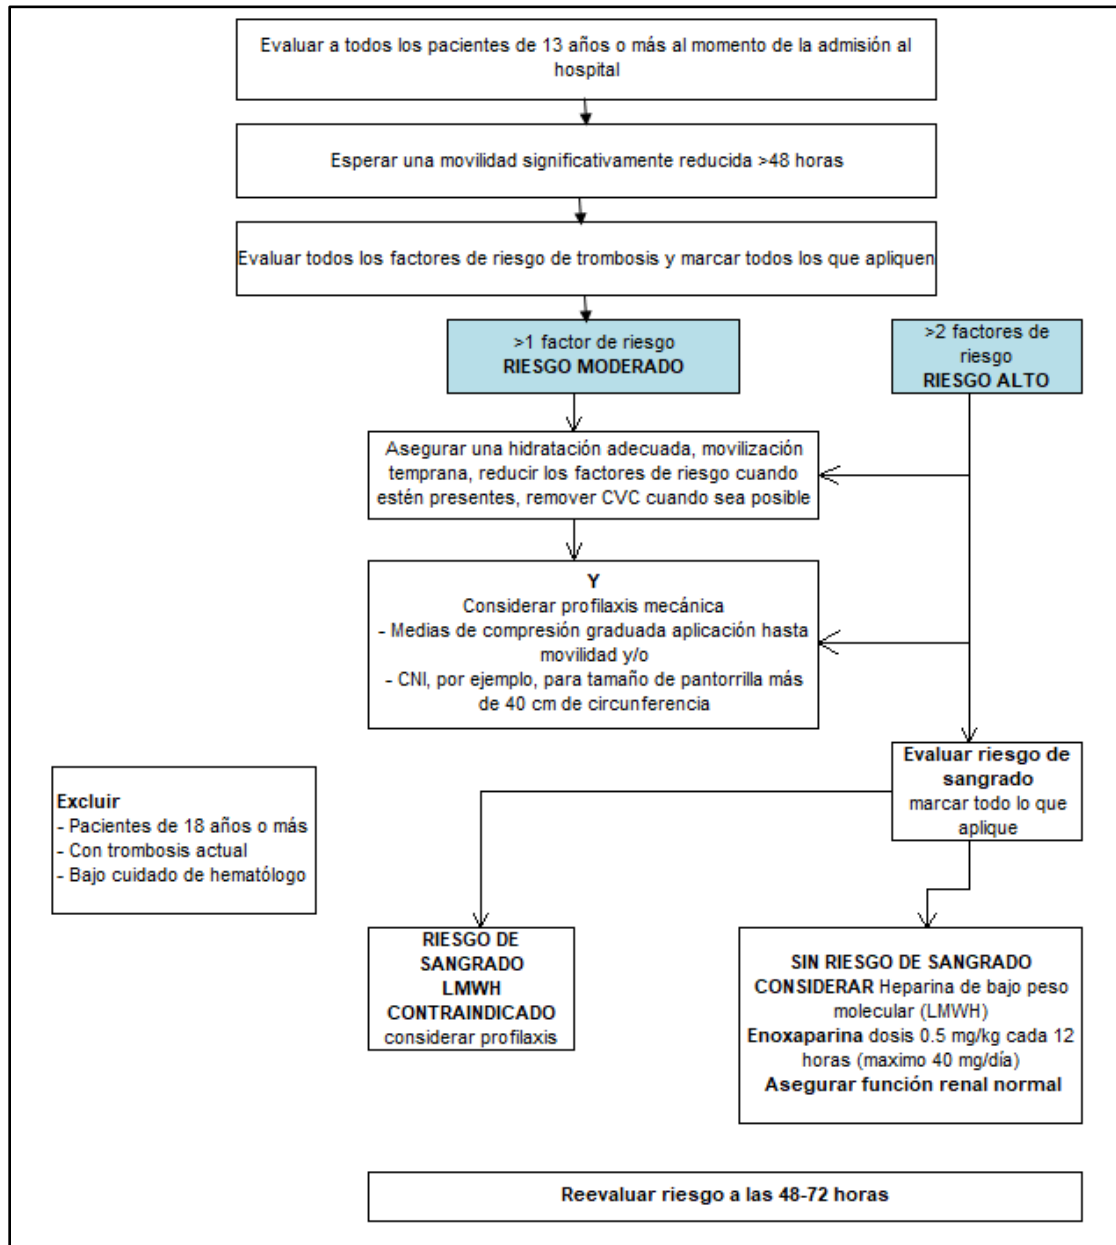 Evaluar a todos los pacientes de 13 años o más al momento de la admisión al
hospital
Esperar una movilidad significativamente reducida >48 horas
Evaluar todos los factores de riesgo de trombosis y marcar todos los que apliquen
>1 factor de riesgo
RIESGO MODERADO
>2 factores de
riesgo
RIESGO ALTO
Asegurar una hidratación adecuada, movilización
temprana, reducir los factores de riesgo cuando
estén presentes, remover CVC cuando sea posible
Y
Considerar profilaxis mecánica
- Medias de compresión graduada aplicación hasta
movilidad y/o
- CNI, por ejemplo, para tamaño de pantorrilla más
de 40 cm de circunferencia
Evaluar riesgo de
sangrado
marcar todo lo que
aplique
Excluir
- Pacientes de 18 años o más
- Con trombosis actual
- Bajo cuidado de hematólogo
RIESGO DE
SANGRADO
LMWH
CONTRAINDICADO
considerar profilaxis
SIN RIESGO DE SANGRADO
CONSIDERAR Heparina de bajo peso
molecular (LMWH)
Enoxaparina dosis 0.5 mg/kg cada 12
horas (maximo 40 mg/día)
Asegurar función renal normal
Reevaluar riesgo a las 48-72 horas